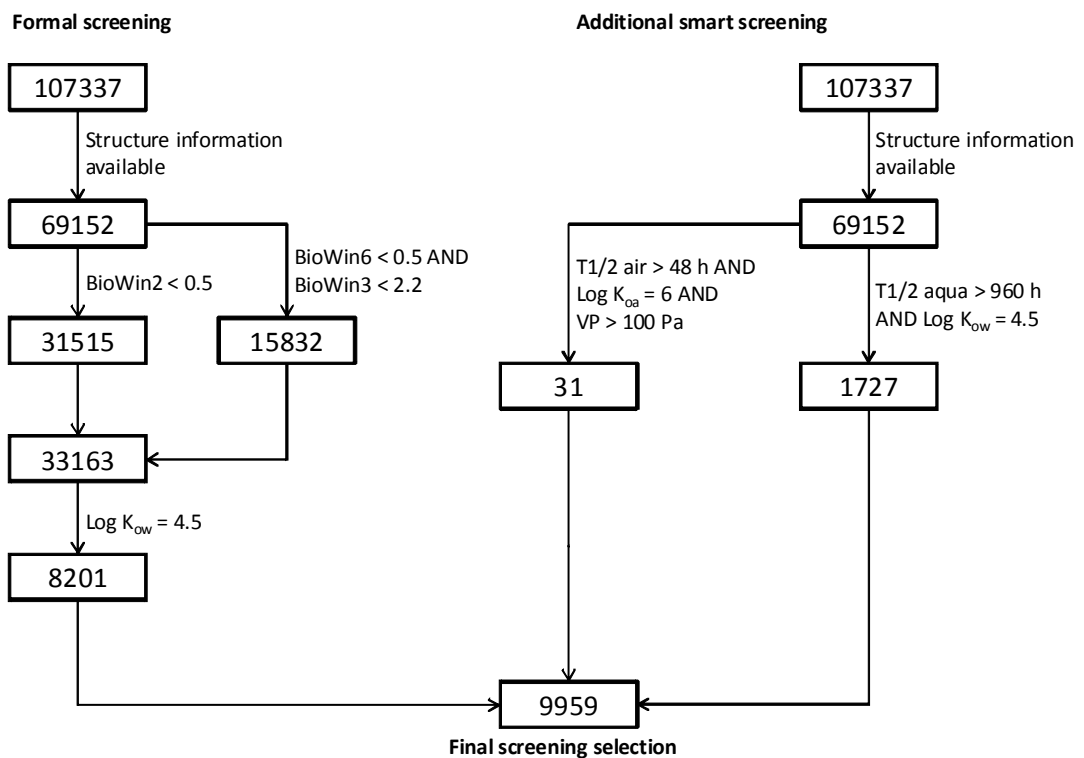 Formal screening
107337
Structure information
available
69152
BioWin2 < 0.5
BioWin6 < 0.5 AND
BioWin3 < 2.2
31515
15832
33163
Log Kow = 4.5
8201
Additional smart screening
107337
Structure information
available
69152
T1/2 air > 48 h AND
Log Koa = 6 AND
VP > 100 Pa
T1/2 aqua > 960 h
AND Log Kow = 4.5
31
1727
9959
Final screening selection